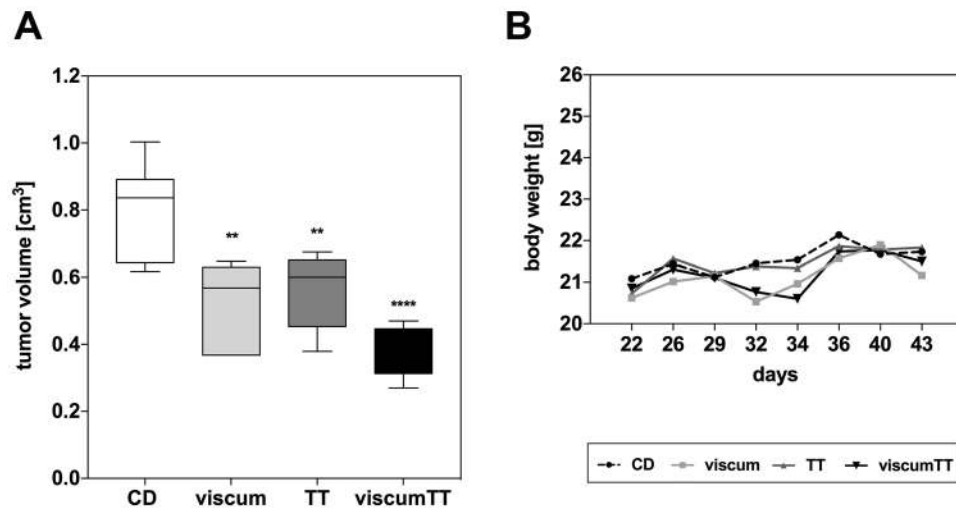 A
tumor volume [cm³]
1.2
1.0
0.8
0.6
0.4
0.2
0.0
**
**
****
CD viscum TT viscumTT
B
body weight [g]
26
25
24
23
22
21
20
22 26 29 32 34 36 40 43
days
CD viscum TT viscumTT